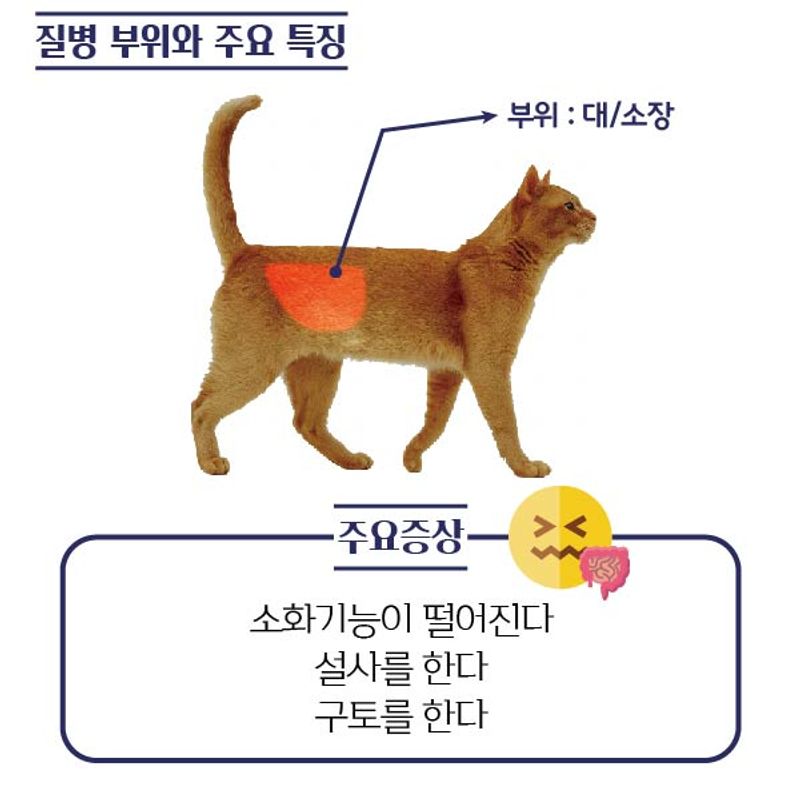 질병 부위와 주요 특징
부위 : 대/소장
주요증상
소화기능이 떨어진다
설사를 한다
구토를 한다